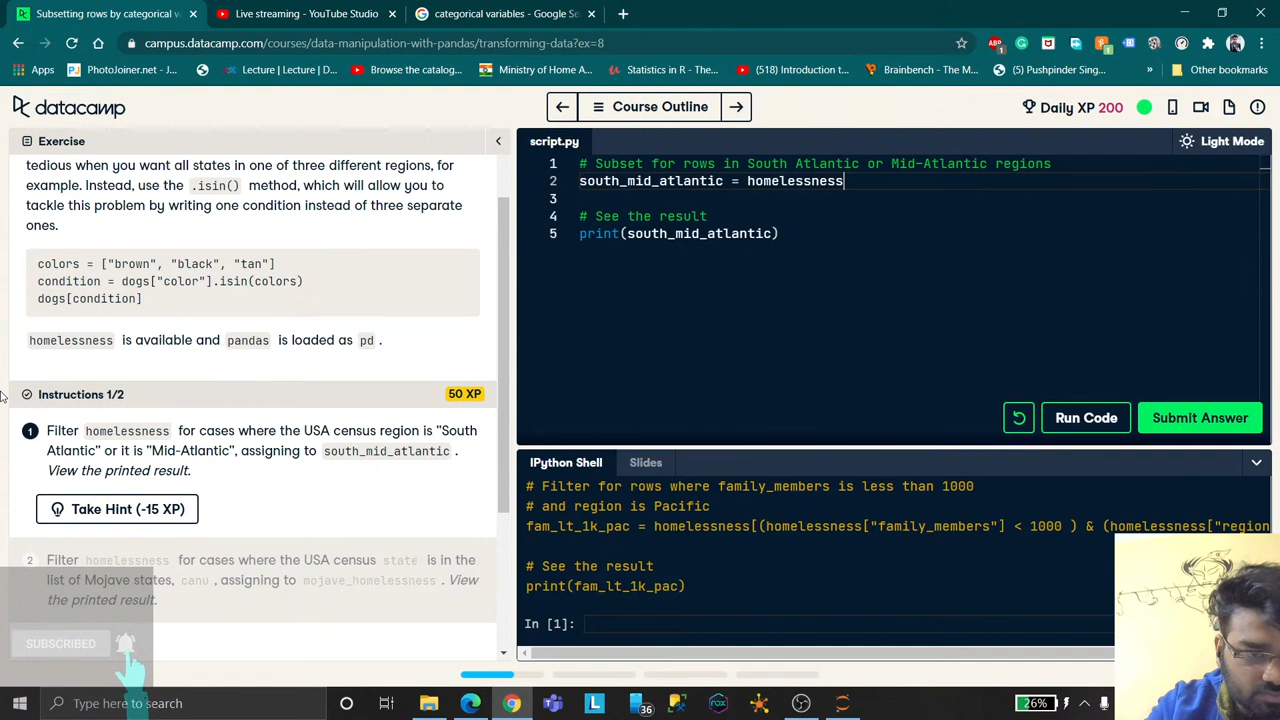 Subsetting rows by categorical v
Live streaming - YouTube Studio
categorical variables - Google Se
campus.datacamp.com/courses/data-manipulation-with-pandas/transforming-data?ex=8
Apps
PhotoJoiner.net - J...
Lecture | Lecture | D...
Browse the catalog...
Ministry of Home A...
Statistics in R - The...
(518) Introduction t...
Brainbench - The M...
(5) Pushpinder Sing...
»
Other bookmarks
datacamp
Course Outline
Daily XP 200
Exercise
tedious when you want all states in one of three different regions, for
example. Instead, use the .isin() method, which will allow you to
tackle this problem by writing one condition instead of three separate
ones.
colors = ["brown", "black", "tan"]
condition = dogs["color"].isin(colors)
dogs[condition]
homelessness is available and pandas is loaded as pd .
Instructions 1/2
50 XP
1 Filter homelessness for cases where the USA census region is "South
Atlantic" or it is "Mid-Atlantic", assigning to south_mid_atlantic .
View the printed result.
Take Hint (-15 XP)
2 Filter homelessness for cases where the USA census state is in the
list of Mojave states, canu , assigning to mojave_homelessness . View
the printed result.
SUBSCRIBED
script.py
Light Mode
1 # Subset for rows in South Atlantic or Mid-Atlantic regions
2 south_mid_atlantic = homelessness
3
4 # See the result
5 print(south_mid_atlantic)
Run Code
Submit Answer
IPython Shell
Slides
# Filter for rows where family_members is less than 1000
# and region is Pacific
fam_lt_1k_pac = homelessness[(homelessness["family_members"] < 1000 ) & (homelessness["region
# See the result
print(fam_lt_1k_pac)
In [1]:
Type here to search
36
26%